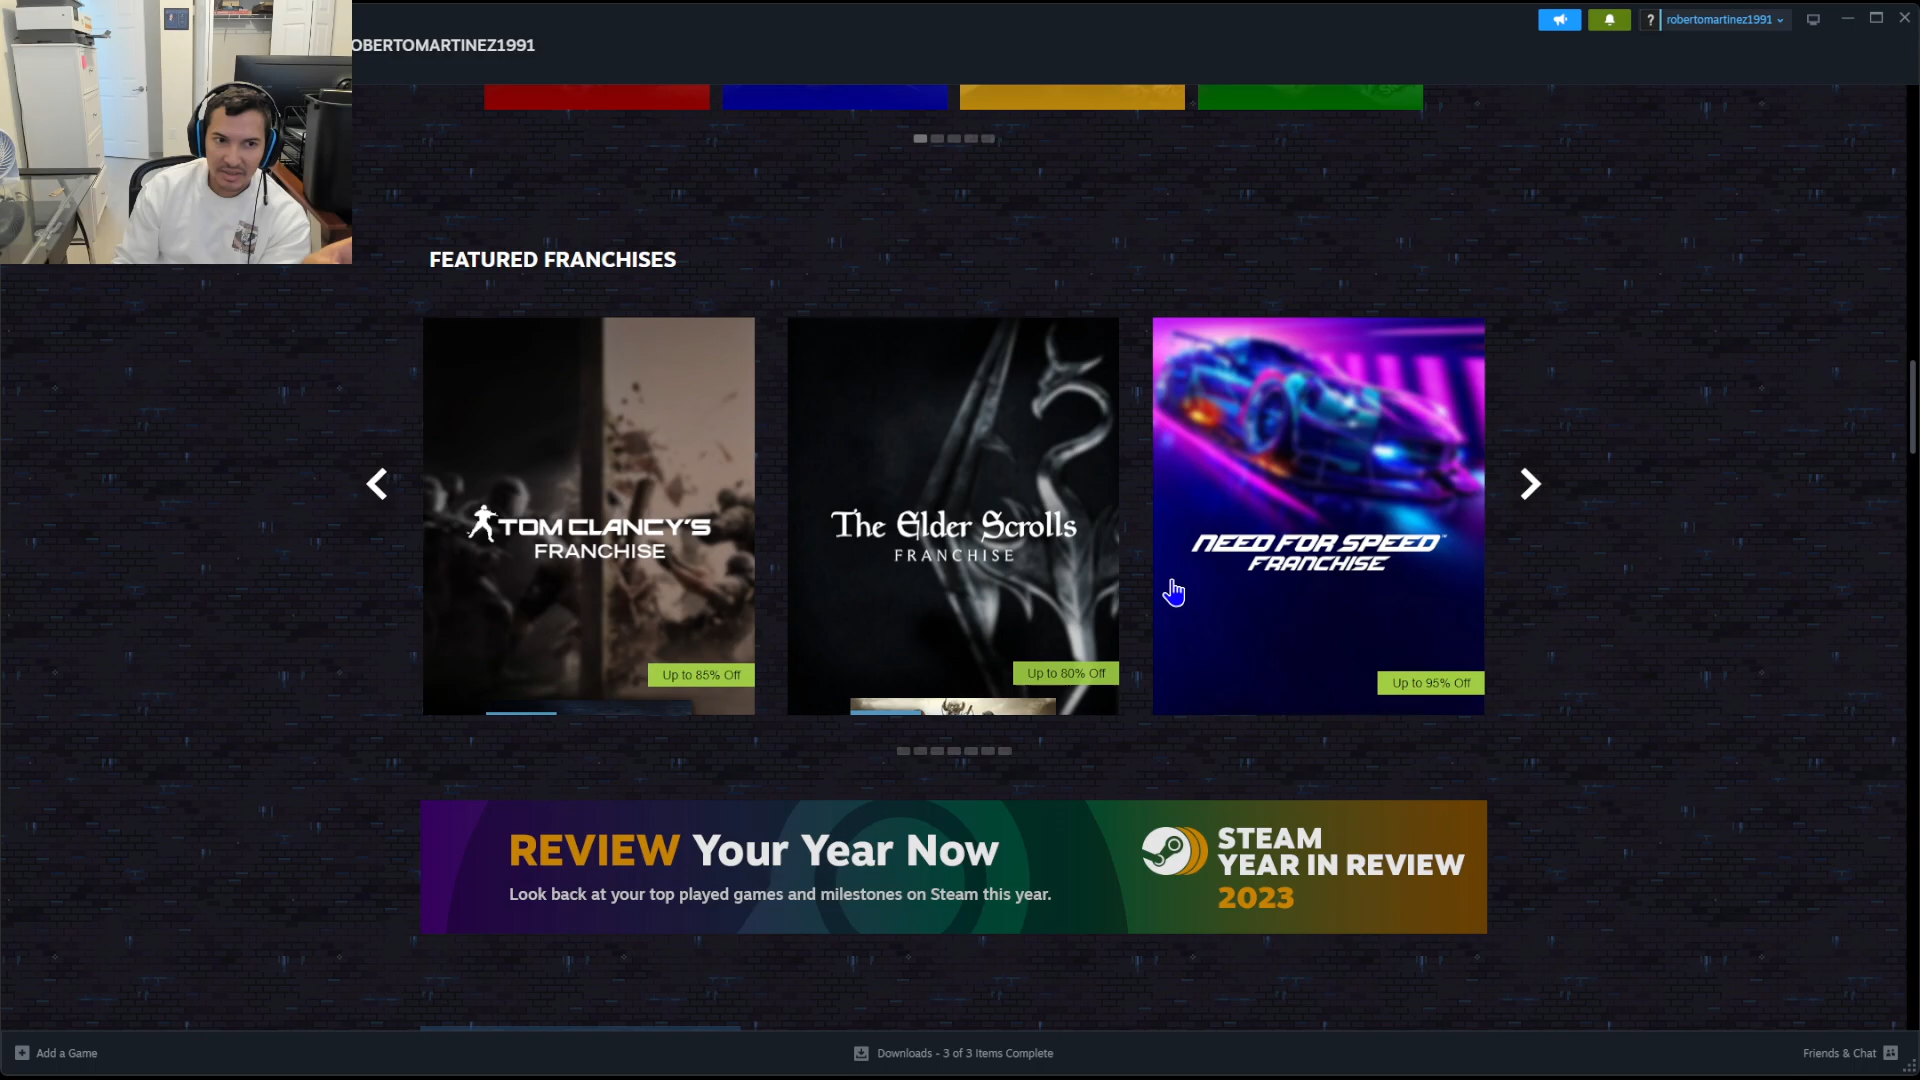 OBERTOMARTINEZ1991
? robertomartinez1991
FEATURED FRANCHISES
TOM CLANCY'S
FRANCHISE
Up to 85% Off
The Elder Scrolls
FRANCHISE
Up to 80% Off
NEED FOR SPEED™
FRANCHISE
Up to 95% Off
REVIEW Your Year Now
Look back at your top played games and milestones on Steam this year.
STEAM
YEAR IN REVIEW
2023
Add a Game
Downloads - 3 of 3 Items Complete
Friends & Chat